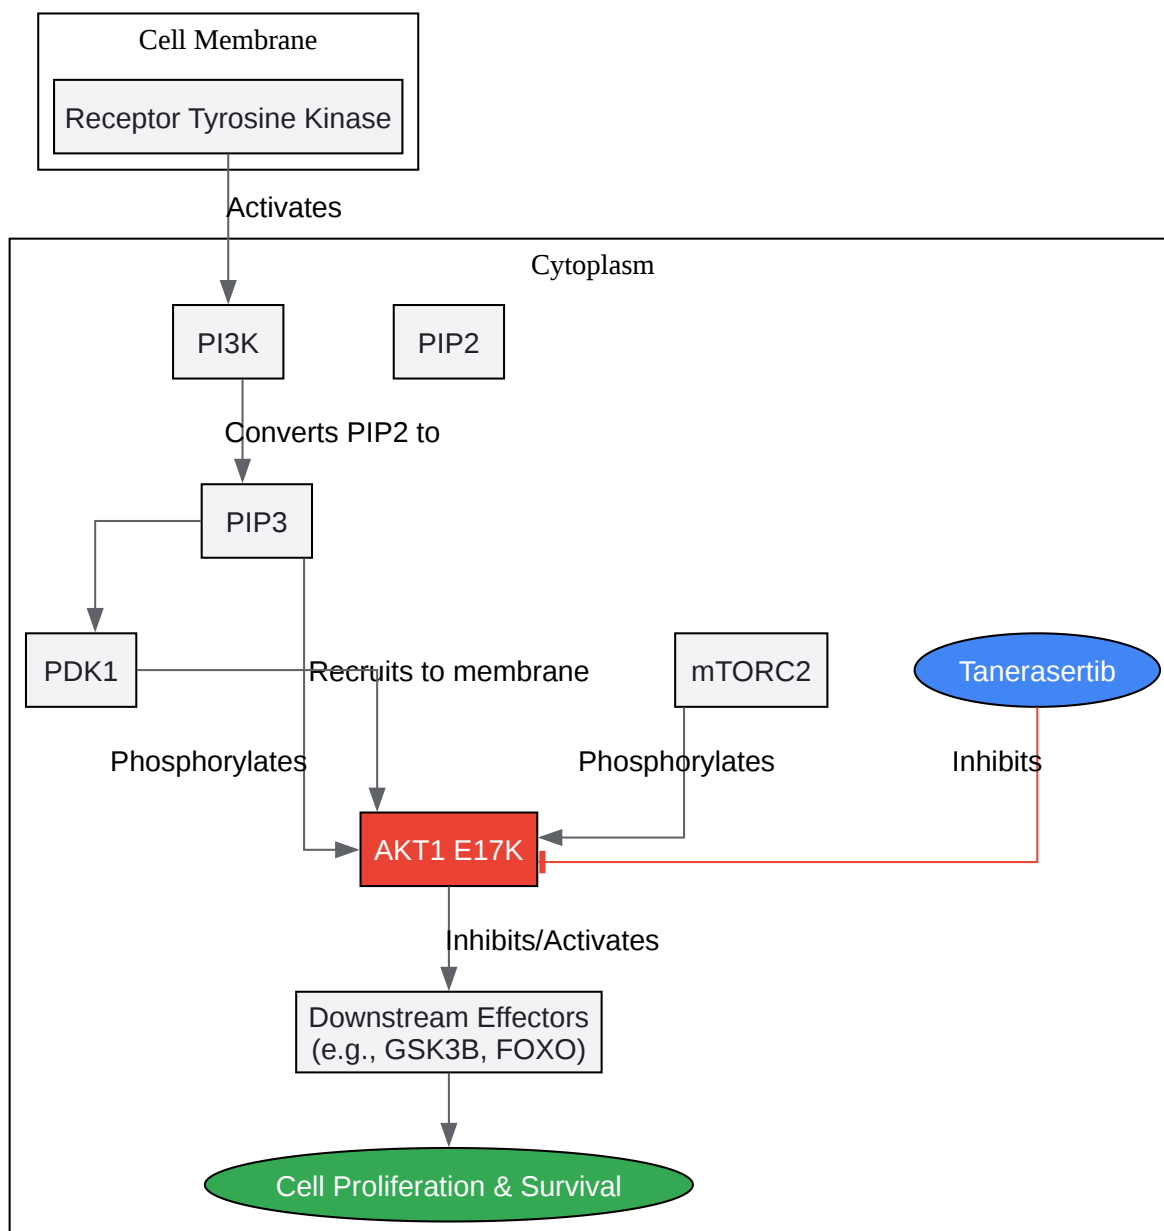 Cell Membrane
Receptor Tyrosine Kinase
Activates
Cytoplasm
PI3K
PIP2
Converts PIP2 to
PIP3
PDK1
Recruits to membrane
mTORC2
Tanerasertib
Phosphorylates
Phosphorylates
Inhibits
AKT1 E17K
Inhibits/Activates
Downstream Effectors
(e.g., GSK3B, FOXO)
Cell Proliferation & Survival